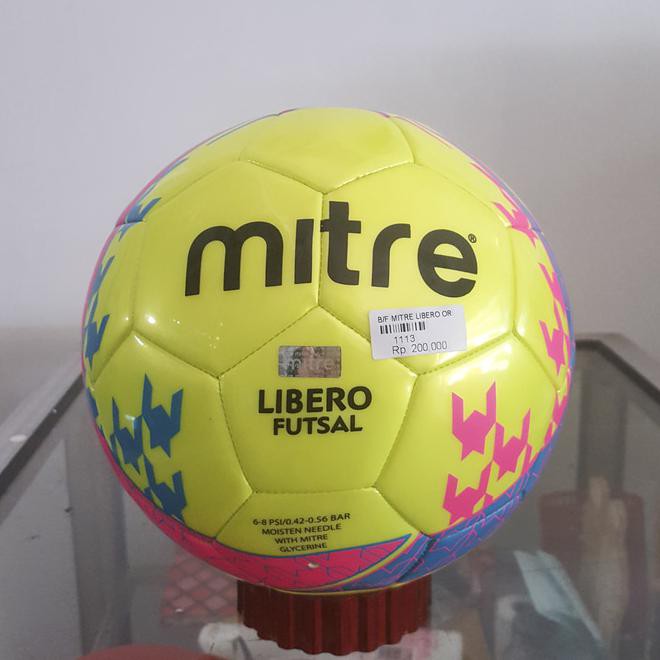 mitre®
B/F MITRE LIBERO OR
1113
Rp. 200,000
mitre
LIBERO
FUTSAL
6-8 PSI/0.42-0.56 BAR
MOISTEN NEEDLE
WITH MITRE
GLYCERINE